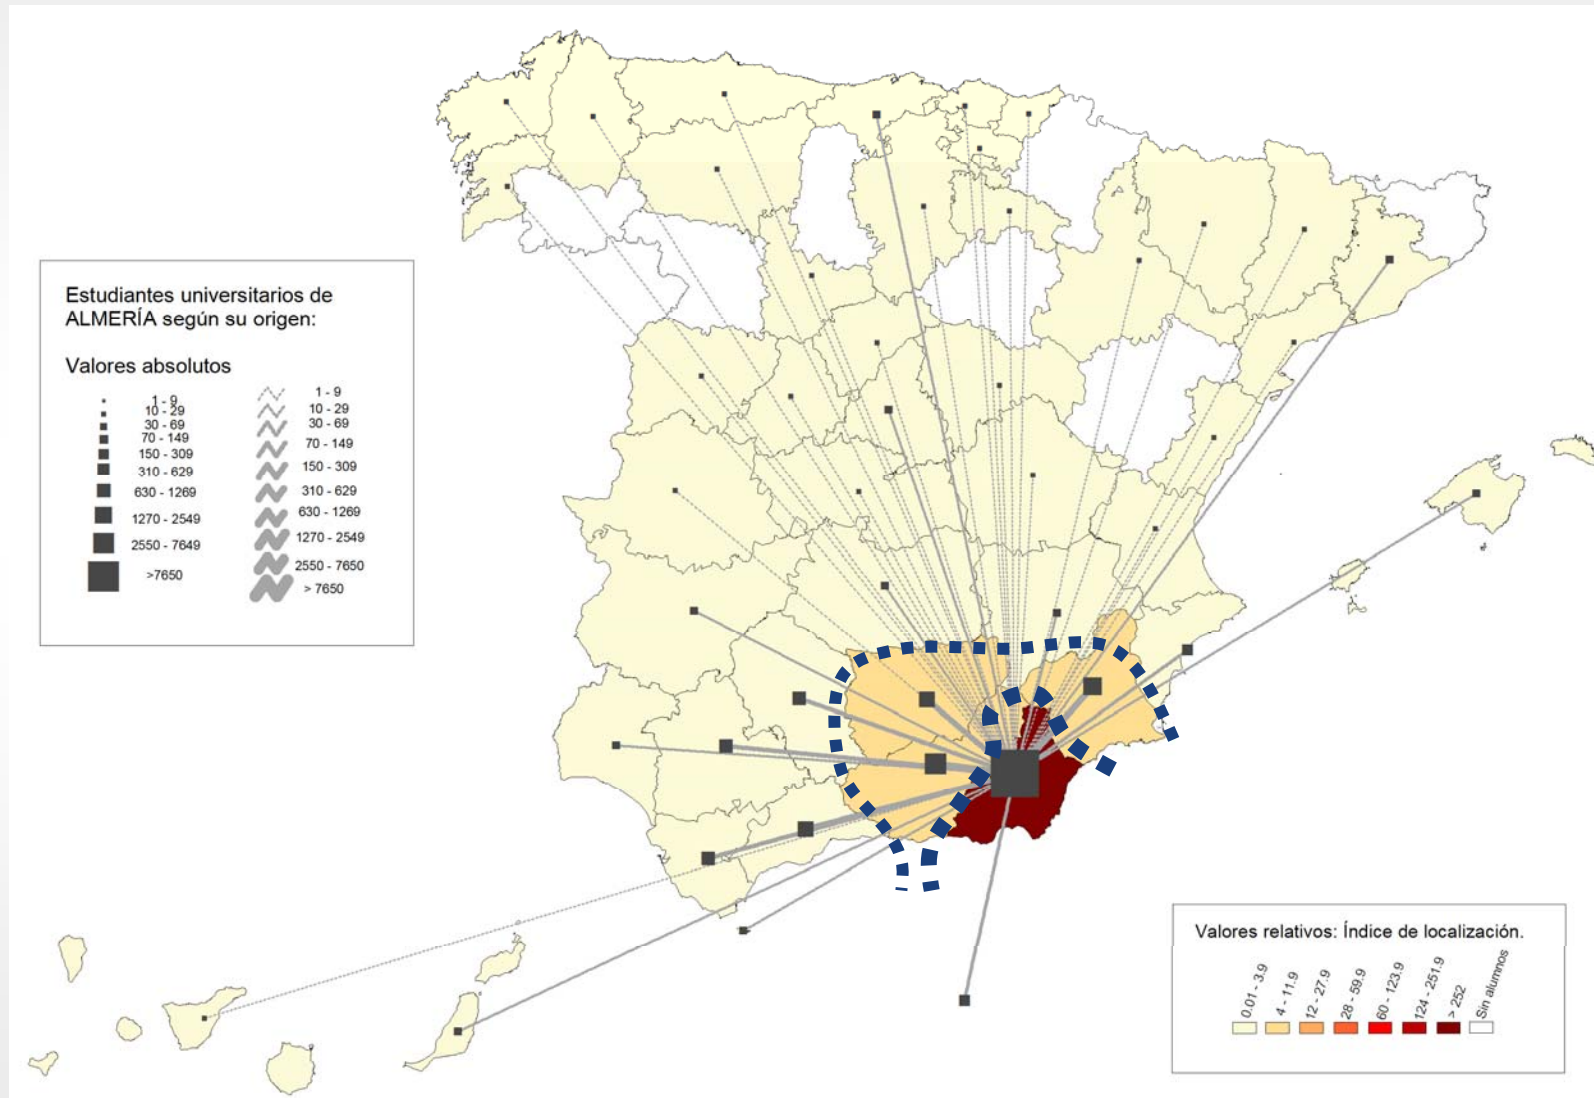 Estudiantes universitarios de
ALMERÍA según su origen:
Valores absolutos
1 - 9
10 - 29
30 - 69
70 - 149
150 - 309
310 - 629
630 - 1269
1270 - 2549
2550 - 7649
>7650
1 - 9
10 - 29
30 - 69
70 - 149
150 - 309
310 - 629
630 - 1269
1270 - 2549
2550 - 7650
> 7650
Valores relativos: Índice de localización.
0.01 - 3.9
4 - 11.9
12 - 27.9
28 - 59.9
60 - 123.9
124 - 251.9
> 252
Sin alumnos